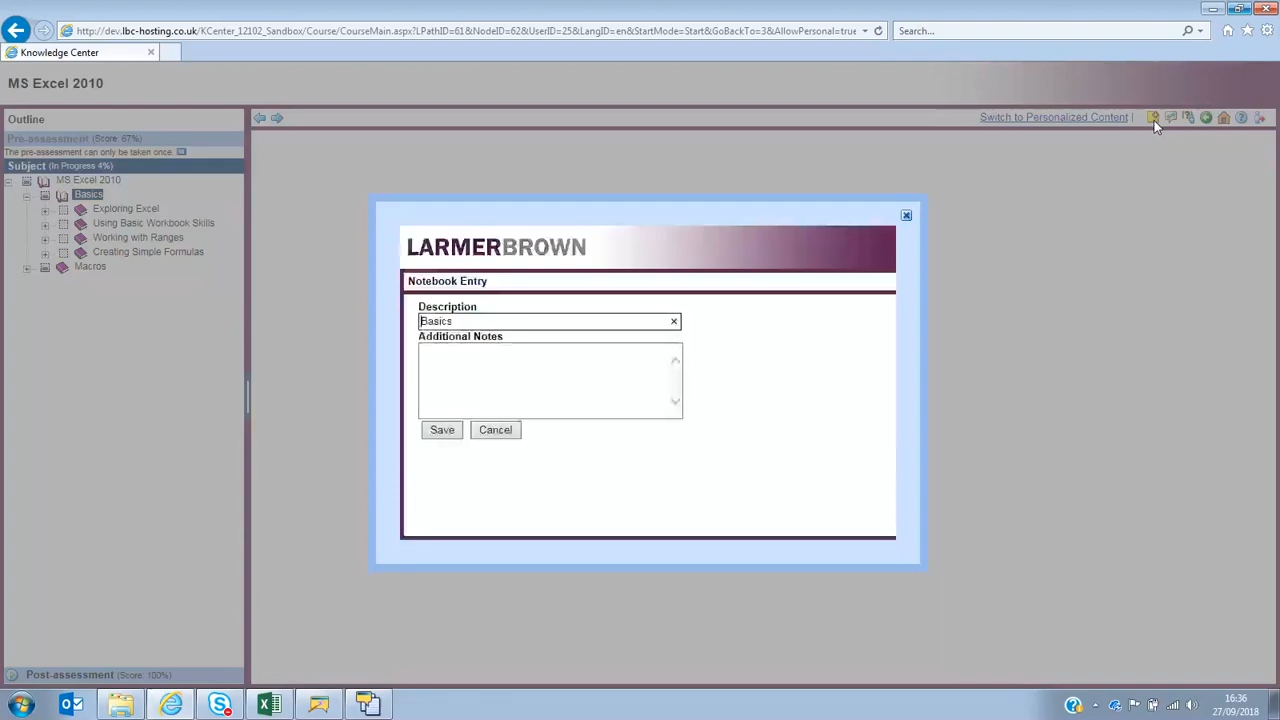 http://dev.lbc-hosting.co.uk/KCenter_12102_Sandbox/Course/CourseMain.aspx?LPathID=61&NodeID=62&UserID=25&LangID=en&StartMode=Start&GoBackTo=3&AllowPersonal=true
Search...
Knowledge Center
MS Excel 2010
Outline
Switch to Personalized Content
Pre-assessment (Score: 67%)
The pre-assessment can only be taken once.
Subject (In Progress 4%)
MS Excel 2010
Basics
Exploring Excel
Using Basic Workbook Skills
Working with Ranges
Creating Simple Formulas
Macros
LARMERBROWN
Notebook Entry
Description
Basics
Additional Notes
Save Cancel
Post-assessment (Score: 100%)
16:36
27/09/2018